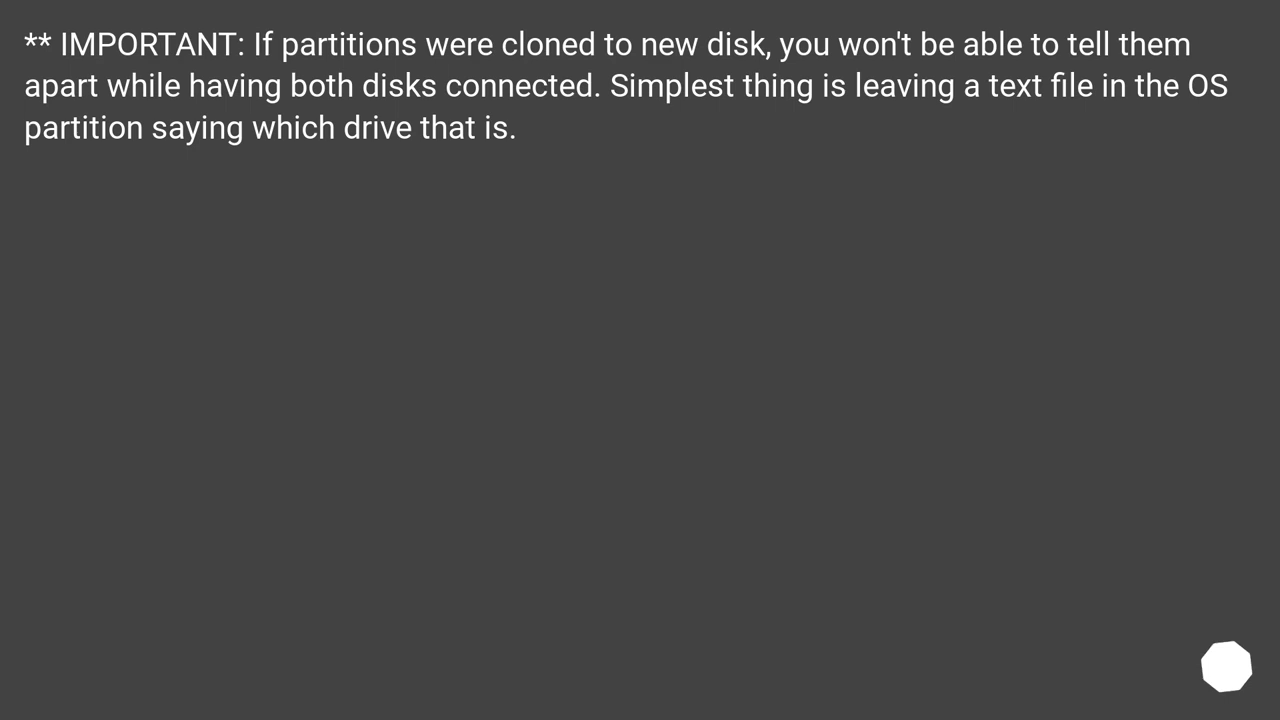 ** IMPORTANT: If partitions were cloned to new disk, you won't be able to tell them
apart while having both disks connected. Simplest thing is leaving a text file in the OS
partition saying which drive that is.